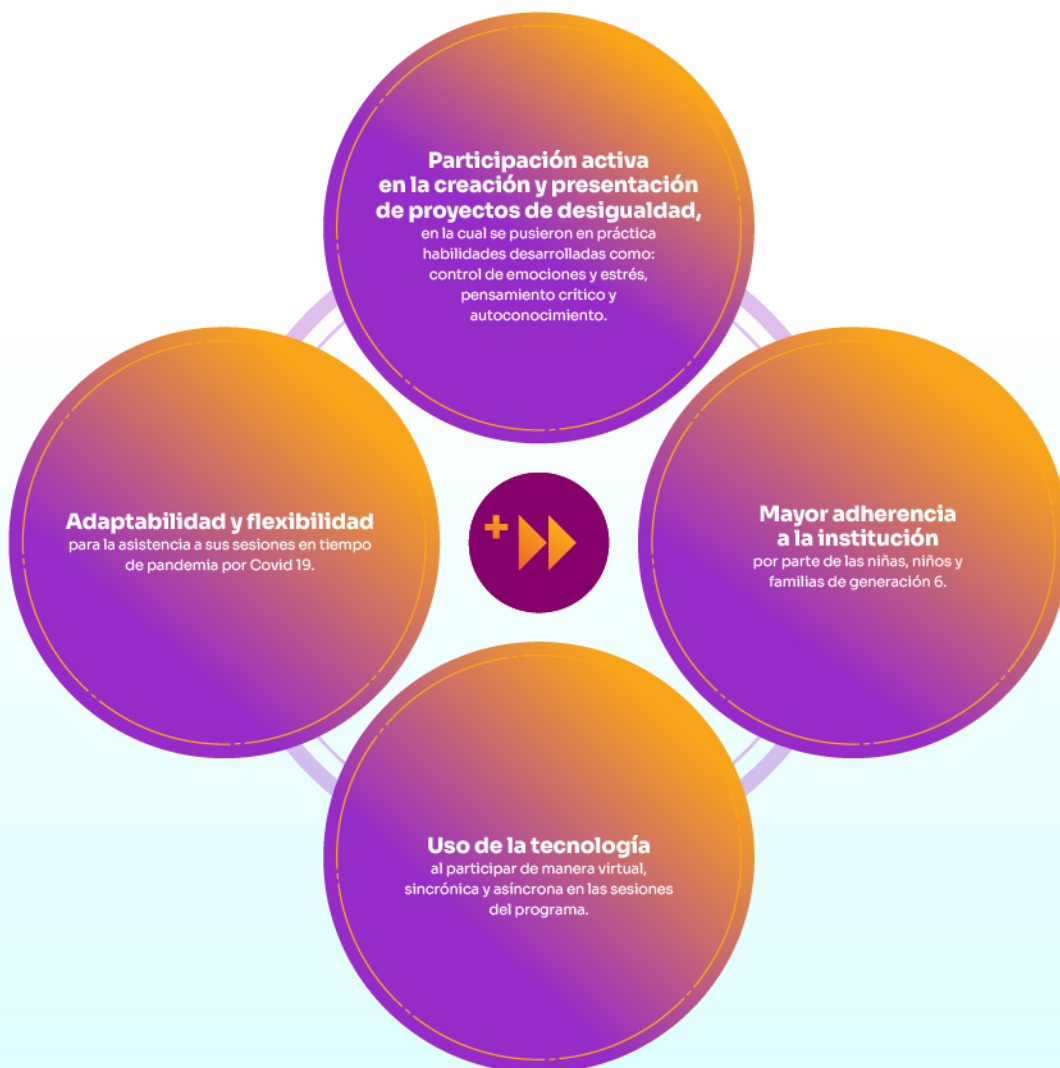 Participación activa
en la creación y presentación
de proyectos de desigualdad,
en la cual se pusieron en práctica
habilidades desarrolladas como:
control de emociones y estrés,
pensamiento crítico y
autoconocimiento.
Adaptabilidad y flexibilidad
para la asistencia a sus sesiones en tiempo
de pandemia por Covid 19.
Mayor adherencia
a la institución
por parte de las niñas, niños y
familias de generación 6.
Uso de la tecnología
al participar de manera virtual,
sincrónica y asíncrona en las sesiones
del programa.